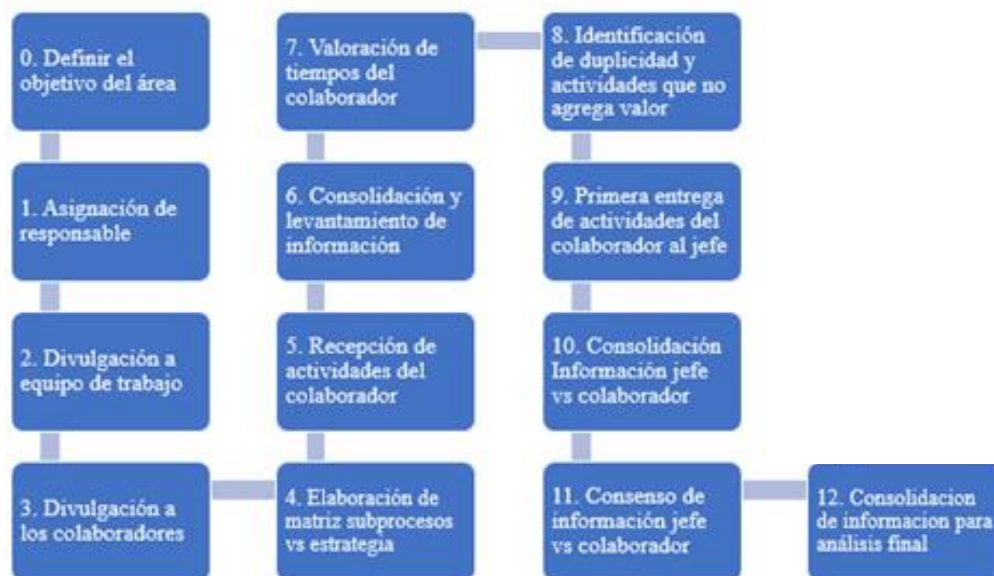 0. Definir el
objetivo del área
1. Asignación de
responsable
2. Divulgación a
equipo de trabajo
3. Divulgación a
los colaboradores
4. Elaboración de
matriz subprocesos
vs estrategia
5. Recepción de
actividades del
colaborador
6. Consolidación y
levantamiento de
información
7. Valoración de
tiempos del
colaborador
8. Identificación
de duplicidad y
actividades que no
agrega valor
9. Primera entrega
de actividades del
colaborador al jefe
10. Consolidación
Información jefe
vs colaborador
11. Consenso de
información jefe
vs colaborador
12. Consolidacion
de informacion para
análisis final